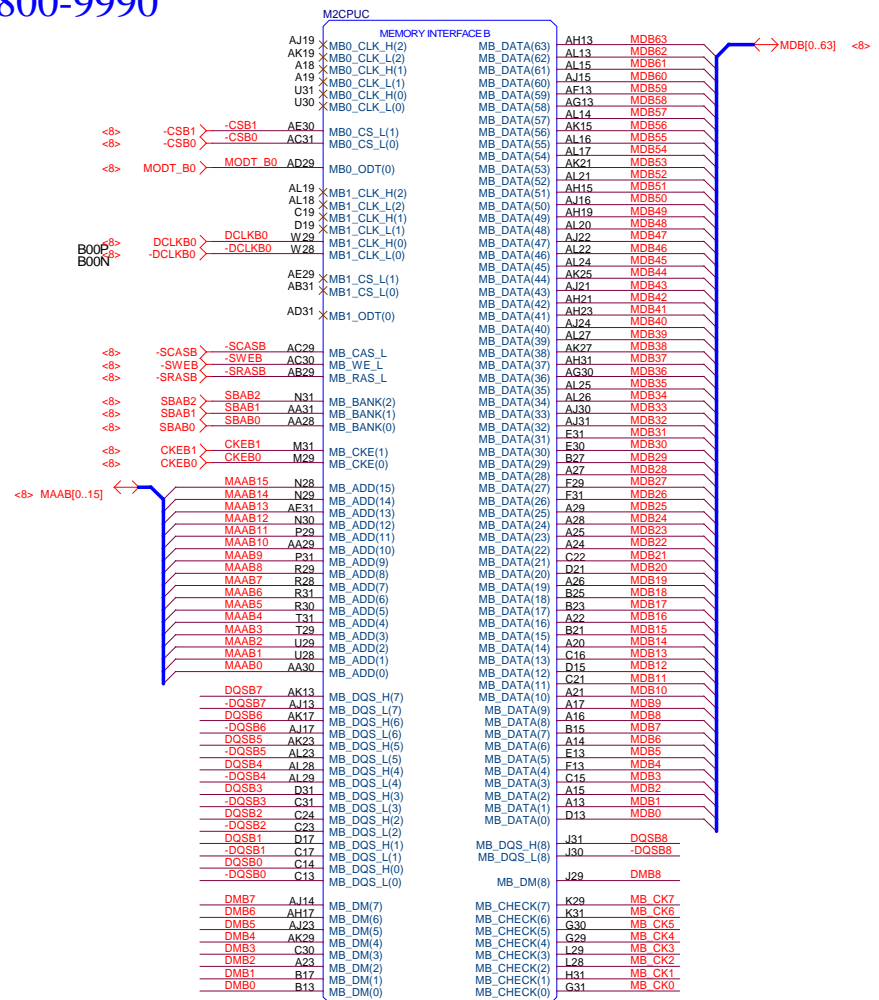 800-9990
M2CPUC
MEMORY INTERFACE B
AJ19 MB0_CLK_H(2)
AK19 MB0_CLK_L(2)
A18 MB0_CLK_H(1)
A19 MB0_CLK_L(1)
U31 MB0_CLK_H(0)
U30 MB0_CLK_L(0)
<8> -CSB1 -CSB1 AE30 MB0_CS_L(1)
<8> -CSB0 -CSB0 AC31 MB0_CS_L(0)
<8> MODT_B0 MODT_B0 AD29 MB0_ODT(0)
AL19 MB1_CLK_H(2)
AL18 MB1_CLK_L(2)
C19 MB1_CLK_H(1)
D19 MB1_CLK_L(1)
B00P <8> DCLKB0 DCLKB0 W29 MB1_CLK_H(0)
B00N <8> -DCLKB0 -DCLKB0 W28 MB1_CLK_L(0)
AE29 MB1_CS_L(1)
AB31 MB1_CS_L(0)
AD31 MB1_ODT(0)
<8> -SCASB -SCASB AC29 MB_CAS_L
<8> -SWEB -SWEB AC30 MB_WE_L
<8> -SRASB -SRASB AB29 MB_RAS_L
<8> SBAB2 SBAB2 N31 MB_BANK(2)
<8> SBAB1 SBAB1 AA31 MB_BANK(1)
<8> SBAB0 SBAB0 AA28 MB_BANK(0)
<8> CKEB1 CKEB1 M31 MB_CKE(1)
<8> CKEB0 CKEB0 M29 MB_CKE(0)
<8> MAAB[0..15]
MAAB15 N28 MB_ADD(15)
MAAB14 N29 MB_ADD(14)
MAAB13 AE31 MB_ADD(13)
MAAB12 N30 MB_ADD(12)
MAAB11 P29 MB_ADD(11)
MAAB10 AA29 MB_ADD(10)
MAAB9 P31 MB_ADD(9)
MAAB8 R29 MB_ADD(8)
MAAB7 R28 MB_ADD(7)
MAAB6 R31 MB_ADD(6)
MAAB5 R30 MB_ADD(5)
MAAB4 T31 MB_ADD(4)
MAAB3 T29 MB_ADD(3)
MAAB2 U29 MB_ADD(2)
MAAB1 U28 MB_ADD(1)
MAAB0 AA30 MB_ADD(0)
DQSB7 AK13 MB_DQS_H(7)
-DQSB7 AJ13 MB_DQS_L(7)
DQSB6 AK17 MB_DQS_H(6)
-DQSB6 AJ17 MB_DQS_L(6)
DQSB5 AK23 MB_DQS_H(5)
-DQSB5 AL23 MB_DQS_L(5)
DQSB4 AL28 MB_DQS_H(4)
-DQSB4 AL29 MB_DQS_L(4)
DQSB3 D31 MB_DQS_H(3)
-DQSB3 C31 MB_DQS_L(3)
DQSB2 C24 MB_DQS_H(2)
-DQSB2 C23 MB_DQS_L(2)
DQSB1 D17 MB_DQS_H(1)
-DQSB1 C17 MB_DQS_L(1)
DQSB0 C14 MB_DQS_H(0)
-DQSB0 C13 MB_DQS_L(0)
DMB7 AJ14 MB_DM(7)
DMB6 AH17 MB_DM(6)
DMB5 AJ23 MB_DM(5)
DMB4 AK29 MB_DM(4)
DMB3 C30 MB_DM(3)
DMB2 A23 MB_DM(2)
DMB1 B17 MB_DM(1)
DMB0 B13 MB_DM(0)
MB_DATA(63) AH13 MDB63
MB_DATA(62) AL13 MDB62
MB_DATA(61) AL15 MDB61
MB_DATA(60) AJ15 MDB60
MB_DATA(59) AF13 MDB59
MB_DATA(58) AG13 MDB58
MB_DATA(57) AL14 MDB57
MB_DATA(56) AK15 MDB56
MB_DATA(55) AL16 MDB55
MB_DATA(54) AL17 MDB54
MB_DATA(53) AK21 MDB53
MB_DATA(52) AL21 MDB52
MB_DATA(51) AH15 MDB51
MB_DATA(50) AJ16 MDB50
MB_DATA(49) AH19 MDB49
MB_DATA(48) AL20 MDB48
MB_DATA(47) AJ22 MDB47
MB_DATA(46) AL22 MDB46
MB_DATA(45) AL24 MDB45
MB_DATA(44) AK25 MDB44
MB_DATA(43) AJ21 MDB43
MB_DATA(42) AH21 MDB42
MB_DATA(41) AH23 MDB41
MB_DATA(40) AJ24 MDB40
MB_DATA(39) AL27 MDB39
MB_DATA(38) AK27 MDB38
MB_DATA(37) AH31 MDB37
MB_DATA(36) AG30 MDB36
MB_DATA(35) AL25 MDB35
MB_DATA(34) AL26 MDB34
MB_DATA(33) AJ30 MDB33
MB_DATA(32) AJ31 MDB32
MB_DATA(31) E31 MDB31
MB_DATA(30) E30 MDB30
MB_DATA(29) B27 MDB29
MB_DATA(28) A27 MDB28
MB_DATA(27) F29 MDB27
MB_DATA(26) F31 MDB26
MB_DATA(25) A29 MDB25
MB_DATA(24) A28 MDB24
MB_DATA(23) A25 MDB23
MB_DATA(22) A24 MDB22
MB_DATA(21) C22 MDB21
MB_DATA(20) D21 MDB20
MB_DATA(19) A26 MDB19
MB_DATA(18) B25 MDB18
MB_DATA(17) B23 MDB17
MB_DATA(16) A22 MDB16
MB_DATA(15) B21 MDB15
MB_DATA(14) A20 MDB14
MB_DATA(13) C16 MDB13
MB_DATA(12) D15 MDB12
MB_DATA(11) C21 MDB11
MB_DATA(10) A21 MDB10
MB_DATA(9) A17 MDB9
MB_DATA(8) A16 MDB8
MB_DATA(7) B15 MDB7
MB_DATA(6) A14 MDB6
MB_DATA(5) E13 MDB5
MB_DATA(4) F13 MDB4
MB_DATA(3) C15 MDB3
MB_DATA(2) A15 MDB2
MB_DATA(1) A13 MDB1
MB_DATA(0) D13 MDB0
MDB[0..63] <8>
MB_DQS_H(8) J31 DQSB8
MB_DQS_L(8) J30 -DQSB8
MB_DM(8) J29 DMB8
MB_CHECK(7) K29 MB_CK7
MB_CHECK(6) K31 MB_CK6
MB_CHECK(5) G30 MB_CK5
MB_CHECK(4) G29 MB_CK4
MB_CHECK(3) L29 MB_CK3
MB_CHECK(2) L28 MB_CK2
MB_CHECK(1) H31 MB_CK1
MB_CHECK(0) G31 MB_CK0